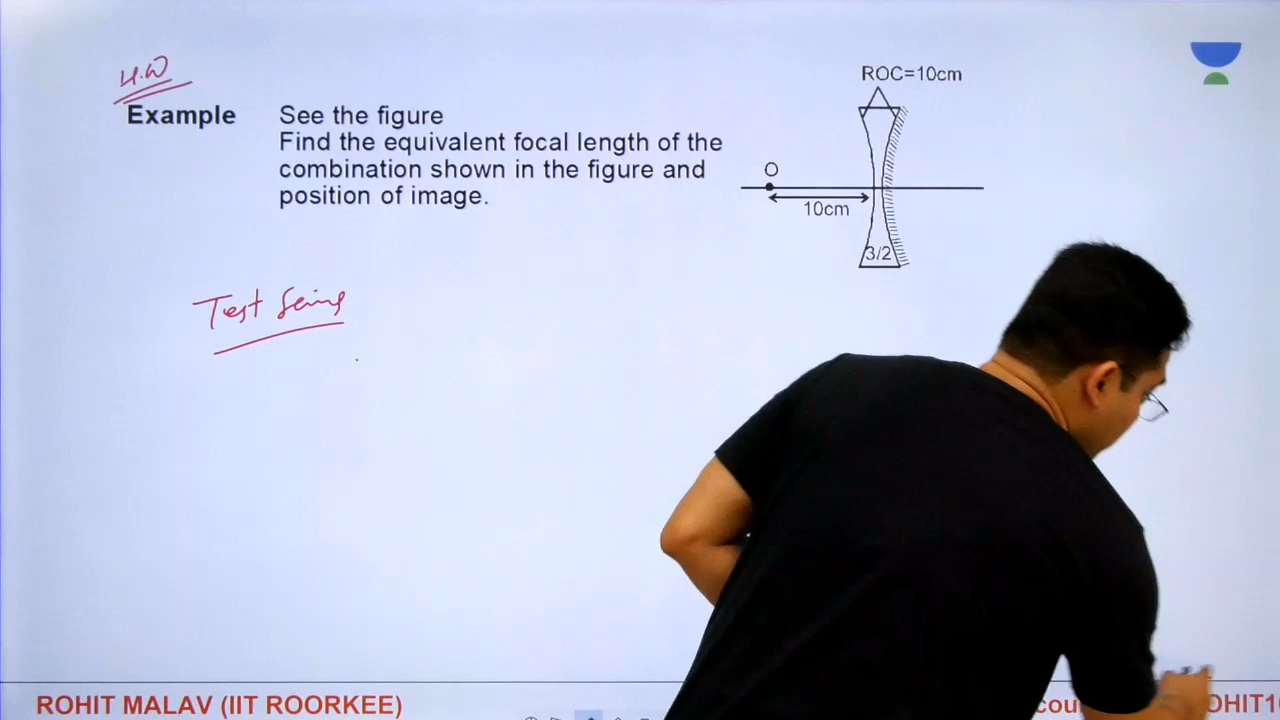 H.W
Example See the figure
Find the equivalent focal length of the
combination shown in the figure and
position of image.
ROC=10cm
O
10cm
3/2
Test Series
ROHIT MALAV (IIT ROORKEE)